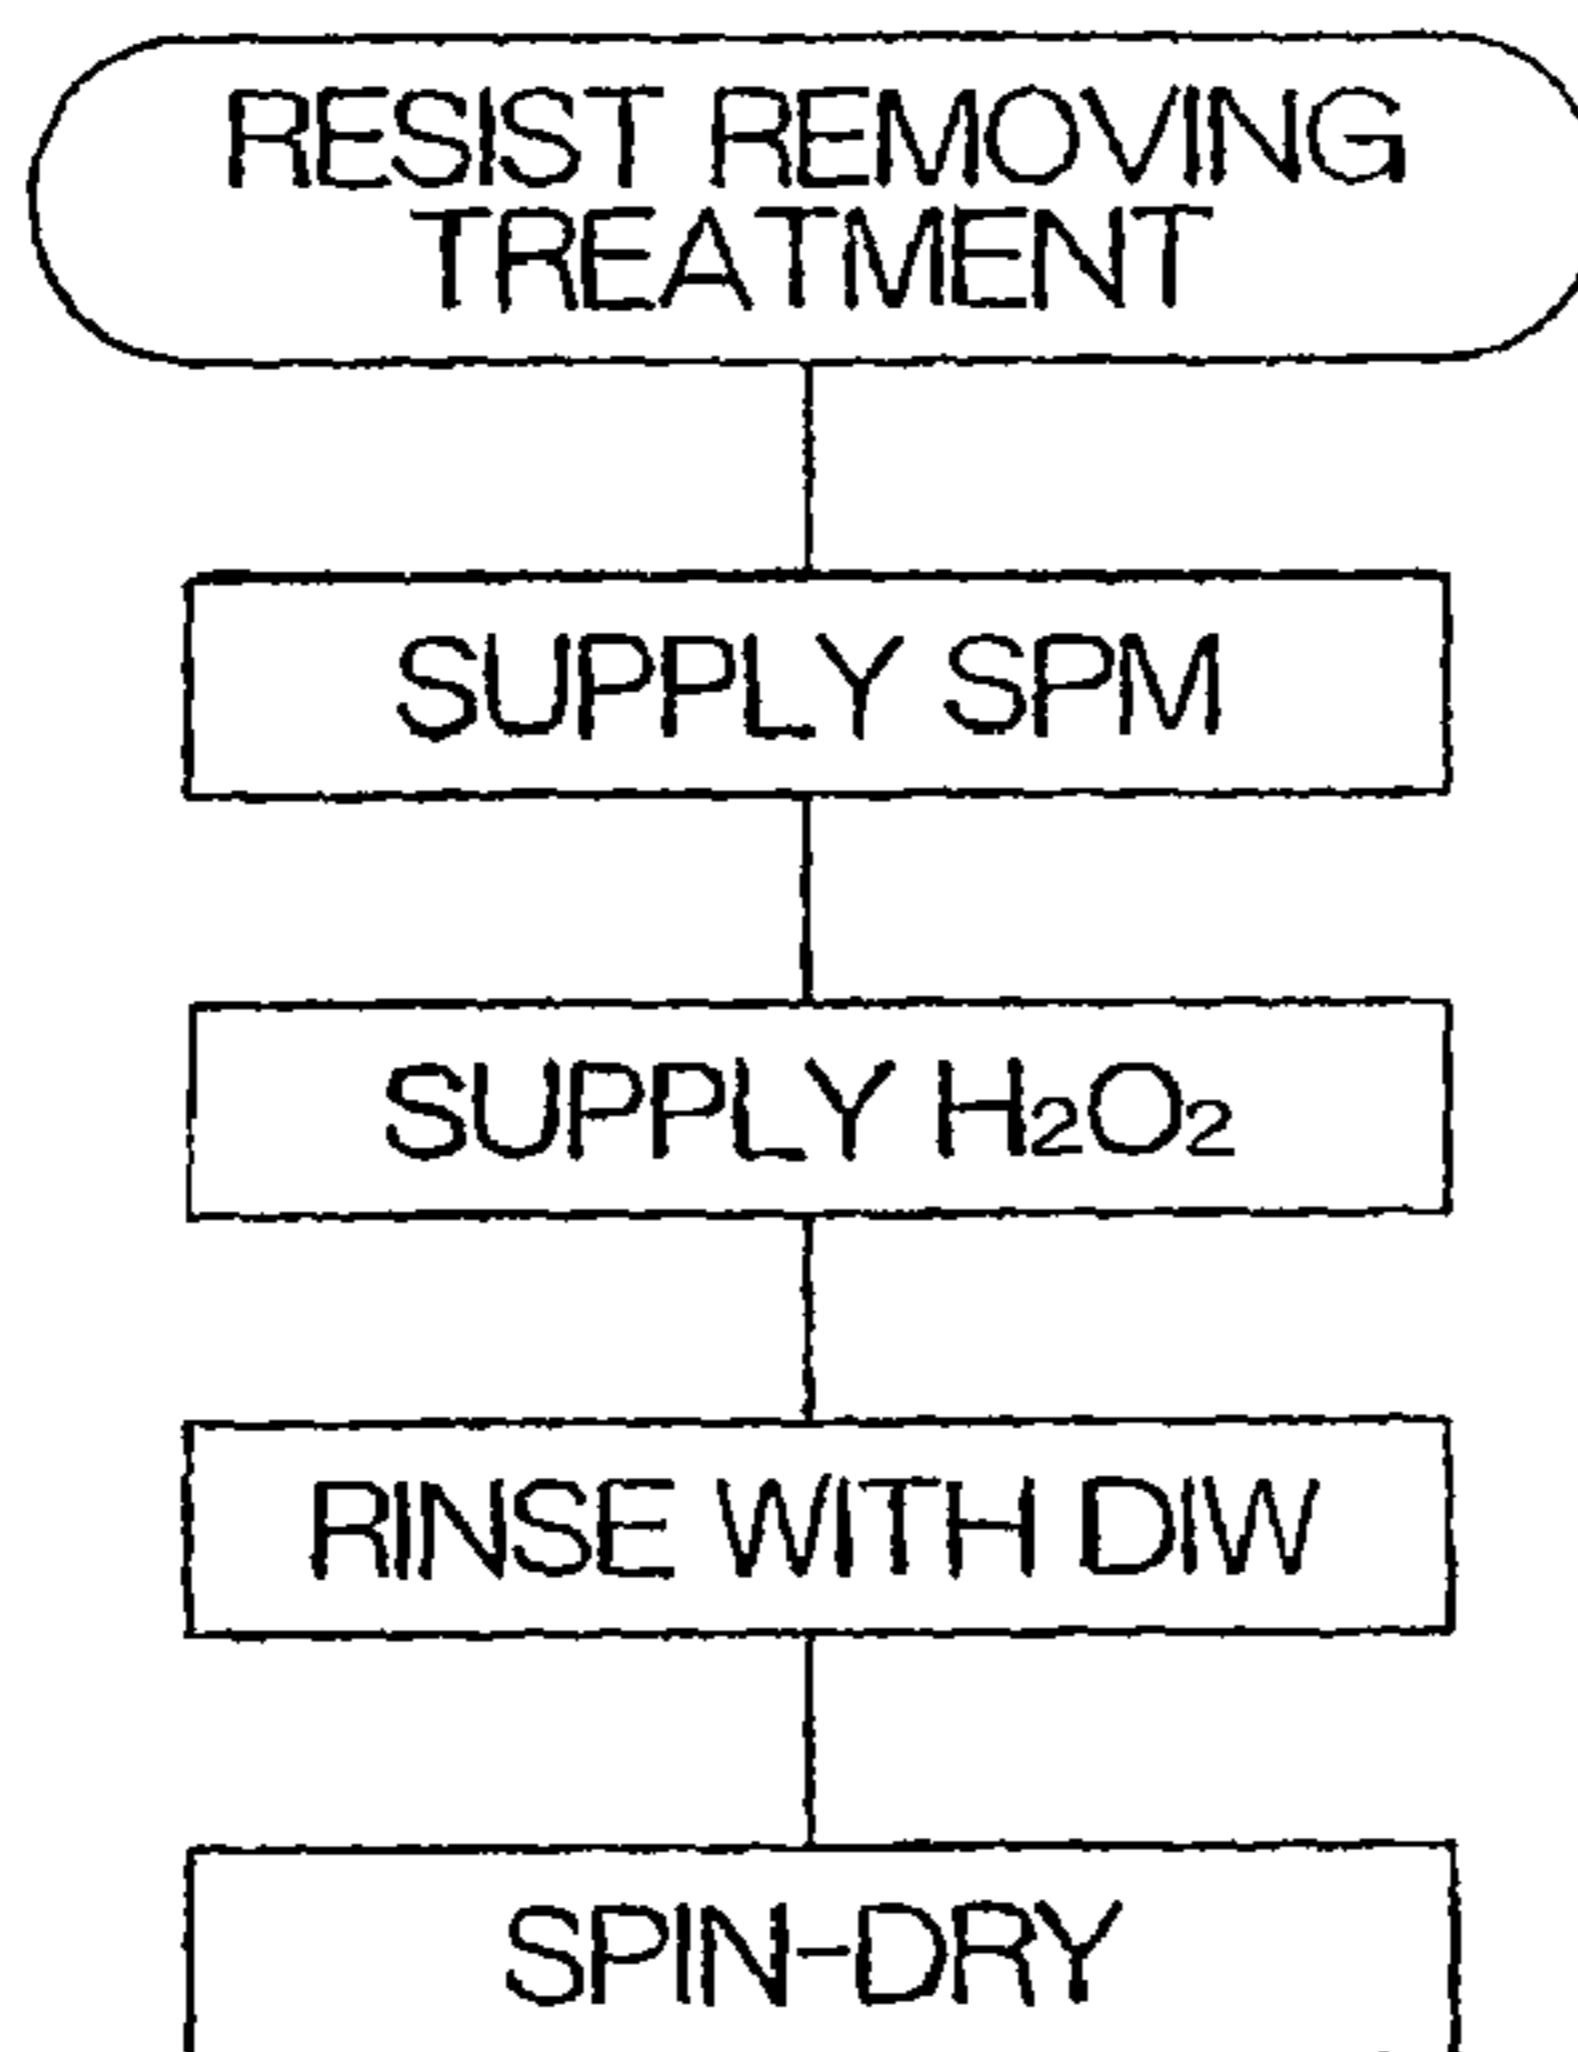 RESIST REMOVING
TREATMENT
SUPPLY SPM
SUPPLY H₂O₂
RINSE WITH DIW
SPIN-DRY